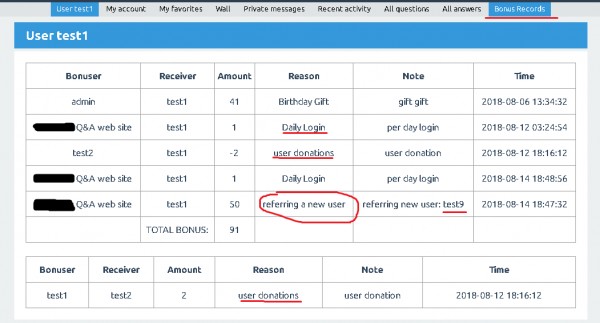 User test1 My account My favorites Wall Private messages Recent activity All questions All answers Bonus Records
User test1
Bonuser Receiver Amount Reason Note Time
admin test1 41 Birthday Gift gift gift 2018-08-06 13:34:32
Q&A web site test1 1 Daily Login per day login 2018-08-12 03:24:54
test2 test1 -2 user donations user donation 2018-08-12 18:16:12
Q&A web site test1 1 Daily Login per day login 2018-08-14 18:48:56
Q&A web site test1 50 referring a new user referring new user: test9 2018-08-14 18:47:32
TOTAL BONUS: 91
Bonuser Receiver Amount Reason Note Time
test1 test2 2 user donations user donation 2018-08-12 18:16:12